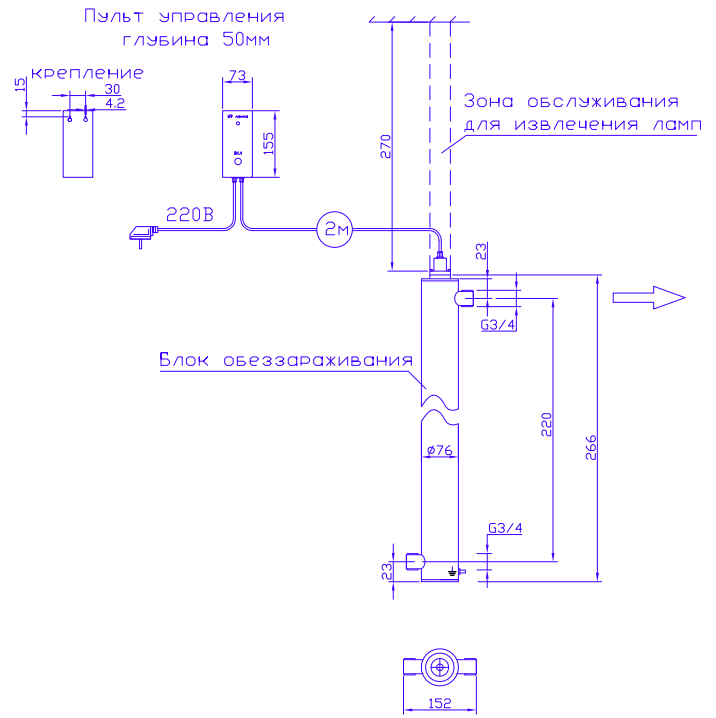 Пульт управления
глубина 50мм
крепление
15
30
4.2
73
155
ВКЛ
220В
2м
270
Зона обслуживания
для извлечения ламп
23
G3/4
Блок обеззараживания
220
266
ø76
G3/4
23
152